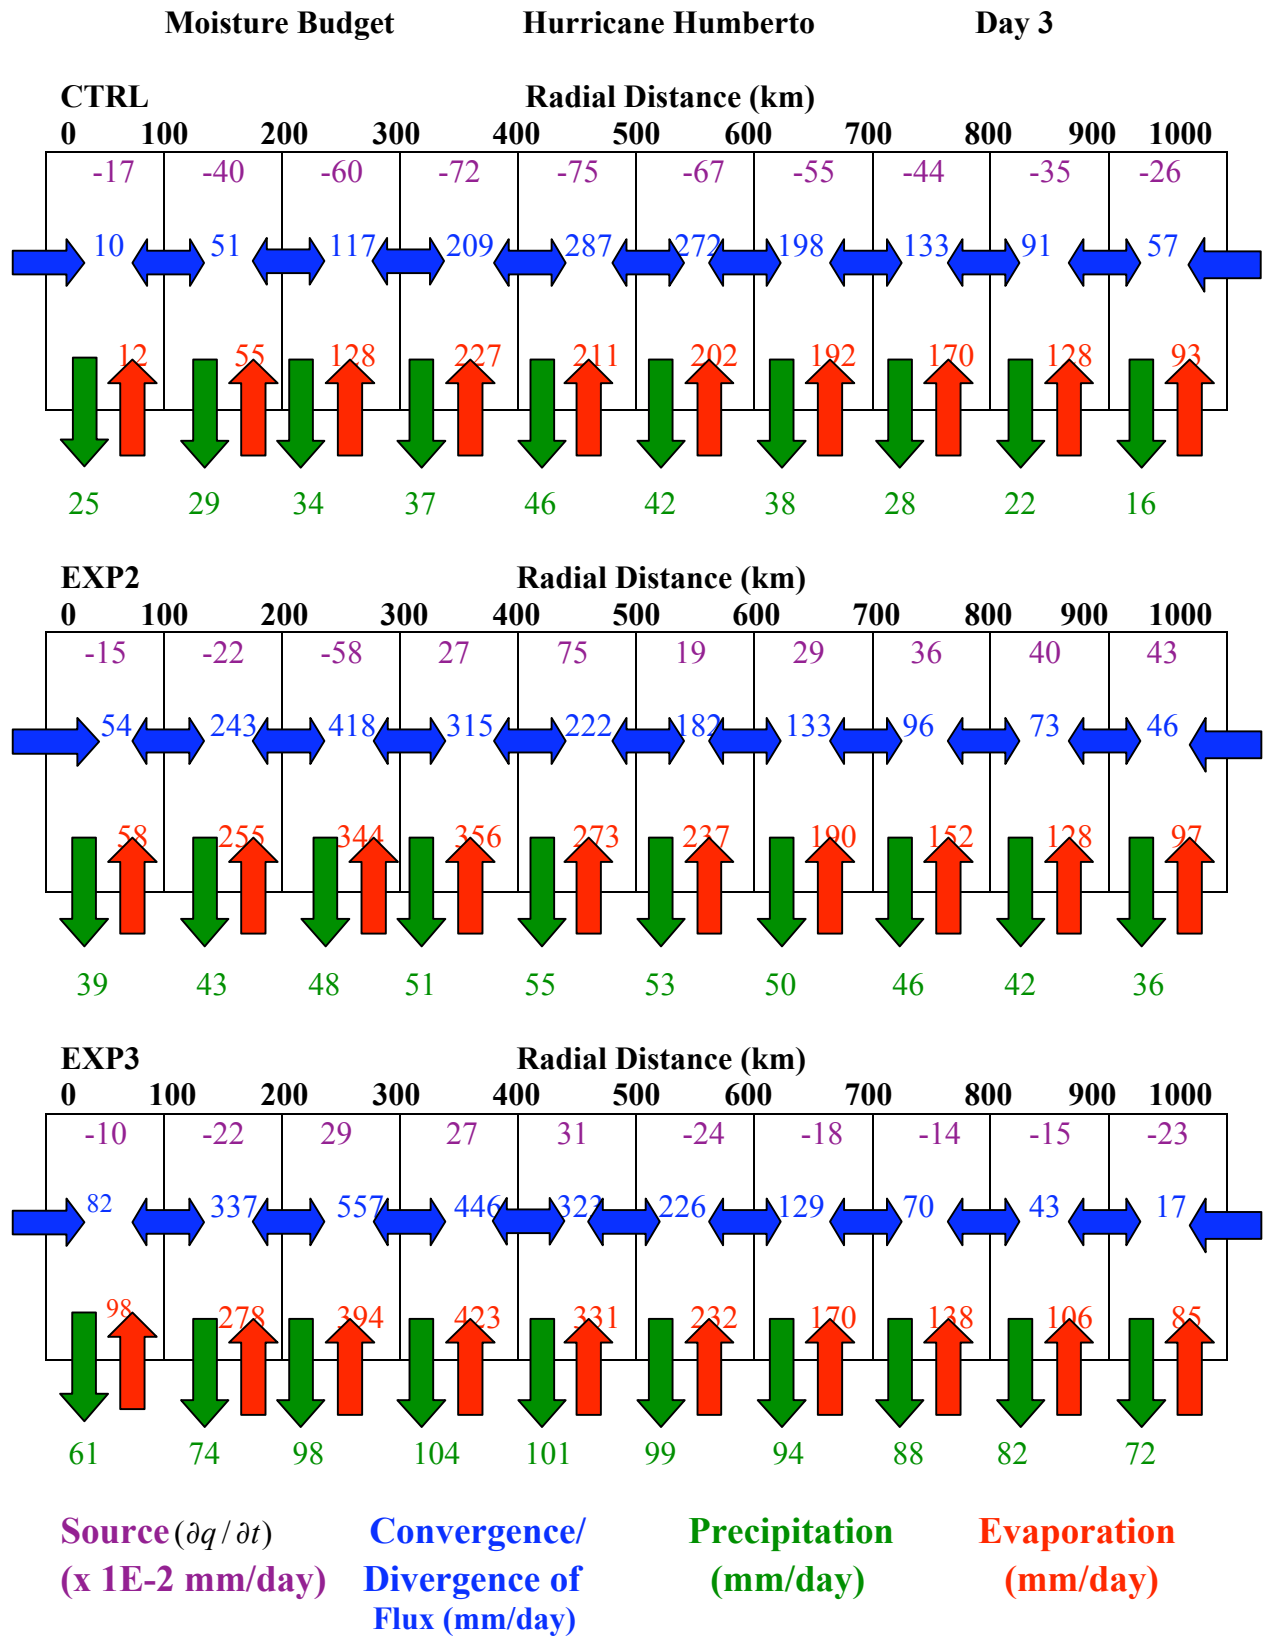 Moisture Budget Hurricane Humberto Day 3
CTRL Radial Distance (km)
0 100 200 300 400 500 600 700 800 900 1000
-17 -40 -60 -72 -75 -67 -55 -44 -35 -26
10 51 117 209 287 272 198 133 91 57
12 55 128 227 211 202 192 170 128 93
25 29 34 37 46 42 38 28 22 16
EXP2 Radial Distance (km)
0 100 200 300 400 500 600 700 800 900 1000
-15 -22 -58 27 75 19 29 36 40 43
54 243 418 315 222 182 133 96 73 46
58 255 344 356 273 237 190 152 128 97
39 43 48 51 55 53 50 46 42 36
EXP3 Radial Distance (km)
0 100 200 300 400 500 600 700 800 900 1000
-10 -22 29 27 31 -24 -18 -14 -15 -23
82 337 557 446 323 226 129 70 43 17
98 278 394 423 331 232 170 138 106 85
61 74 98 104 101 99 94 88 82 72
Source (∂q / ∂t) Convergence/ Precipitation Evaporation
(x 1E-2 mm/day) Divergence of (mm/day) (mm/day)
Flux (mm/day)